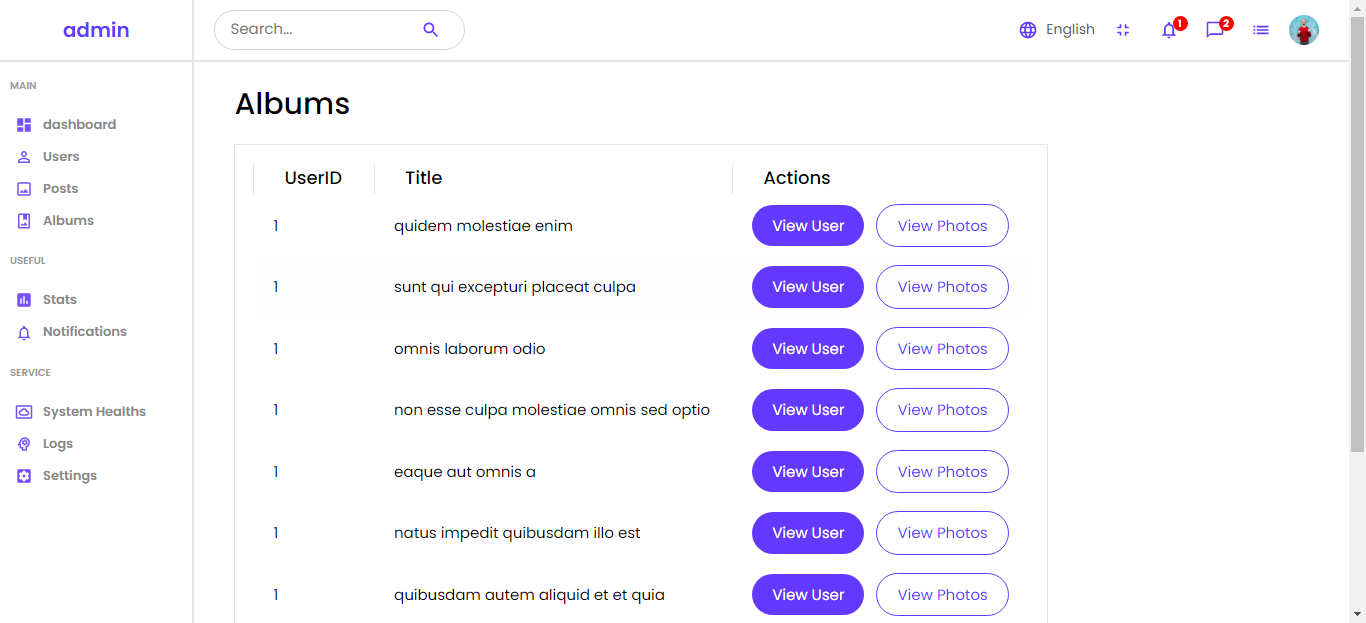 admin
Search...
English
1
2
MAIN
dashboard
Users
Posts
Albums
USEFUL
Stats
Notifications
SERVICE
System Healths
Logs
Settings
Albums
UserID Title Actions
1 quidem molestiae enim View User View Photos
1 sunt qui excepturi placeat culpa View User View Photos
1 omnis laborum odio View User View Photos
1 non esse culpa molestiae omnis sed optio View User View Photos
1 eaque aut omnis a View User View Photos
1 natus impedit quibusdam illo est View User View Photos
1 quibusdam autem aliquid et et quia View User View Photos